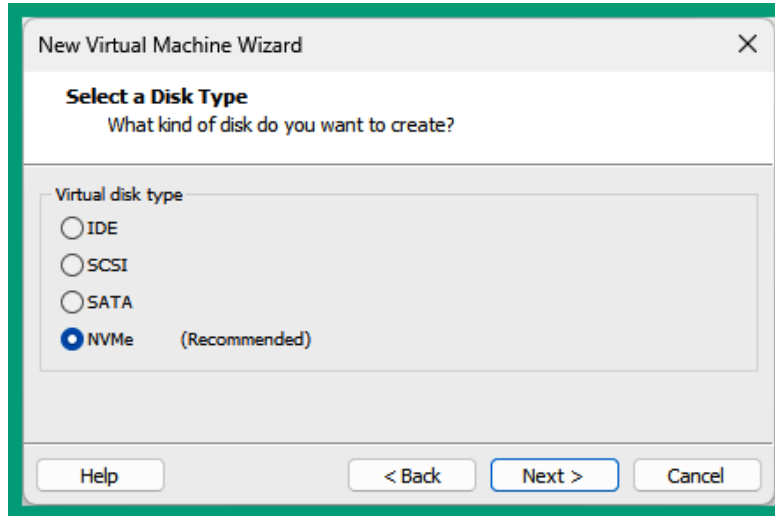 New Virtual Machine Wizard
Select a Disk Type
What kind of disk do you want to create?
Virtual disk type
IDE
SCSI
SATA
NVMe (Recommended)
Help < Back Next > Cancel